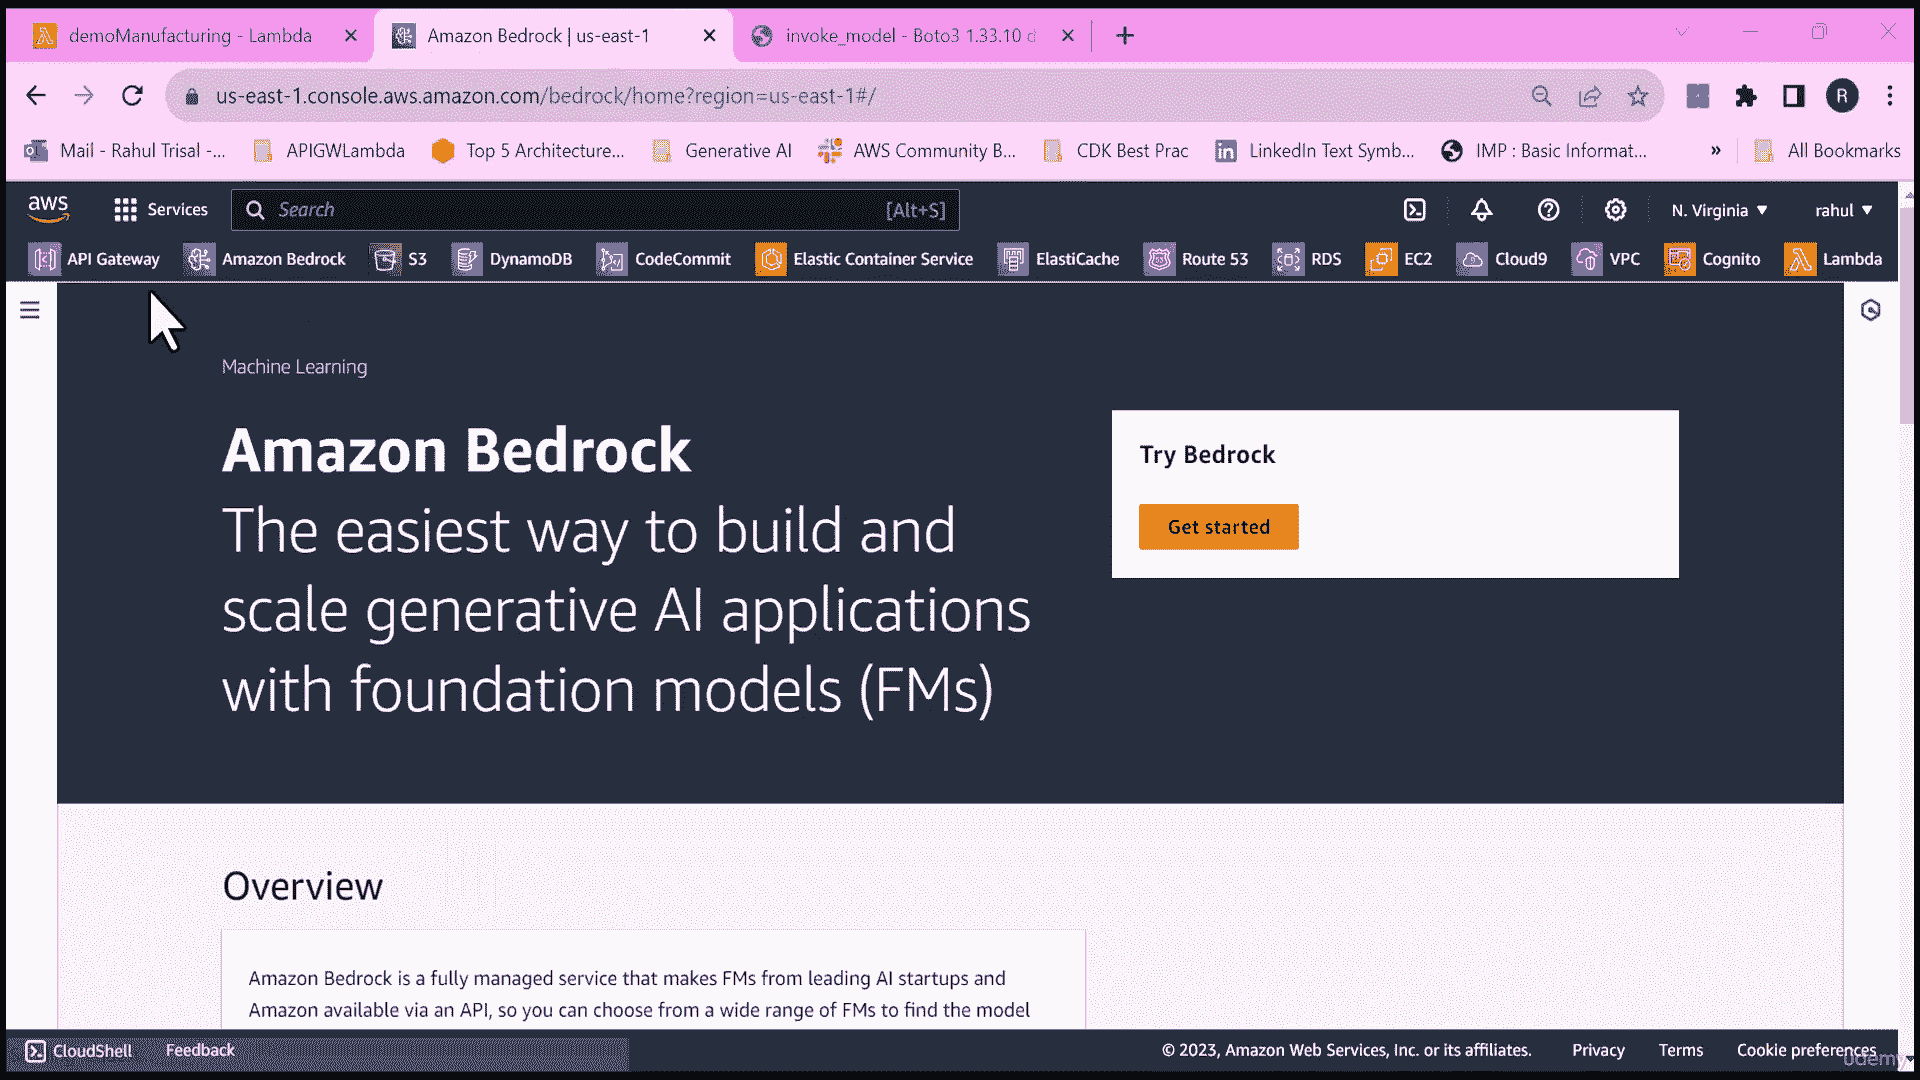 demoManufacturing - Lambda
Amazon Bedrock | us-east-1
invoke_model - Boto3 1.33.10 d
us-east-1.console.aws.amazon.com/bedrock/home?region=us-east-1#/
R
Mail - Rahul Trisal -...
APIGWLambda
Top 5 Architecture...
Generative AI
AWS Community B...
CDK Best Prac
LinkedIn Text Symb...
IMP : Basic Informat...
»
All Bookmarks
aws
Services
Search
[Alt+S]
N. Virginia
rahul
API Gateway
Amazon Bedrock
S3
DynamoDB
CodeCommit
Elastic Container Service
ElastiCache
Route 53
RDS
EC2
Cloud9
VPC
Cognito
Lambda
Machine Learning
Amazon Bedrock
The easiest way to build and
scale generative AI applications
with foundation models (FMs)
Try Bedrock
Get started
Overview
Amazon Bedrock is a fully managed service that makes FMs from leading AI startups and
Amazon available via an API, so you can choose from a wide range of FMs to find the model
CloudShell
Feedback
© 2023, Amazon Web Services, Inc. or its affiliates.
Privacy
Terms
Cookie preferences
udemy